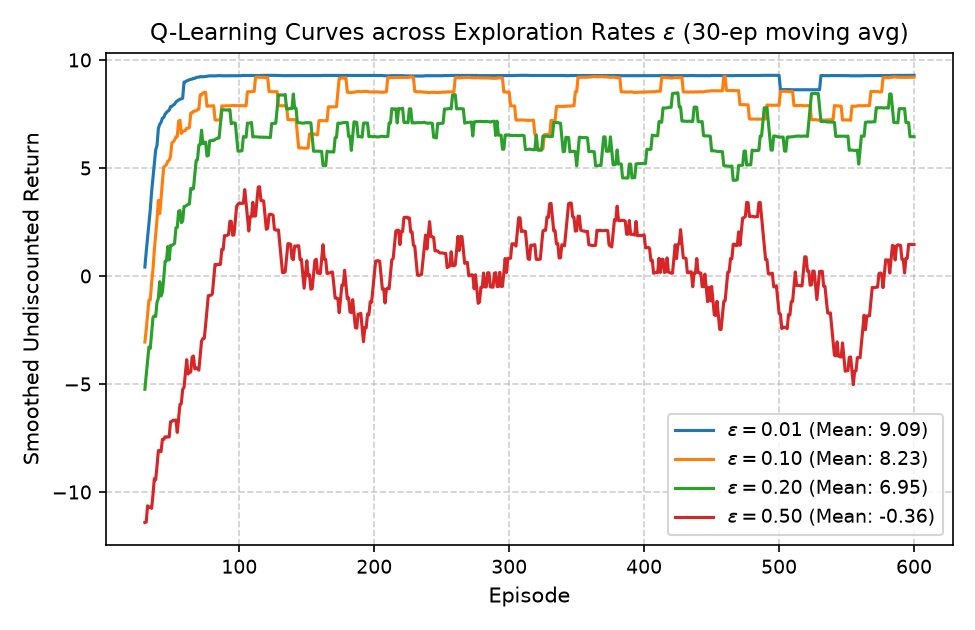 Q-Learning Curves across Exploration Rates ε (30-ep moving avg)
Smoothed Undiscounted Return
10
5
0
−5
−10
ε = 0.01 (Mean: 9.09)
ε = 0.10 (Mean: 8.23)
ε = 0.20 (Mean: 6.95)
ε = 0.50 (Mean: -0.36)
100 200 300 400 500 600
Episode